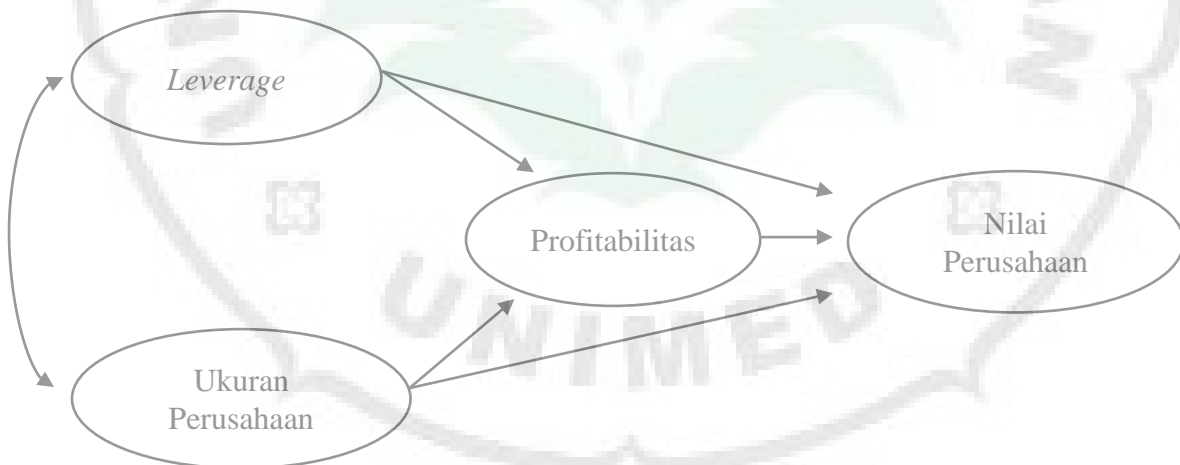 Leverage
Profitabilitas
Nilai
Perusahaan
UNIMED
Ukuran
Perusahaan